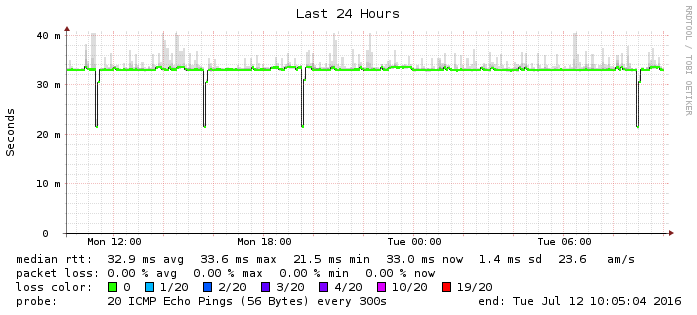 Last 24 Hours
RRDTOOL / TOBI OETIKER
Seconds
40 m
30 m
20 m
10 m
0
Mon 12:00 Mon 18:00 Tue 00:00 Tue 06:00
median rtt: 32.9 ms avg 33.6 ms max 21.5 ms min 33.0 ms now 1.4 ms sd 23.6 am/s
packet loss: 0.00 % avg 0.00 % max 0.00 % min 0.00 % now
loss color: 0 1/20 2/20 3/20 4/20 10/20 19/20
probe: 20 ICMP Echo Pings (56 Bytes) every 300s end: Tue Jul 12 10:05:04 2016